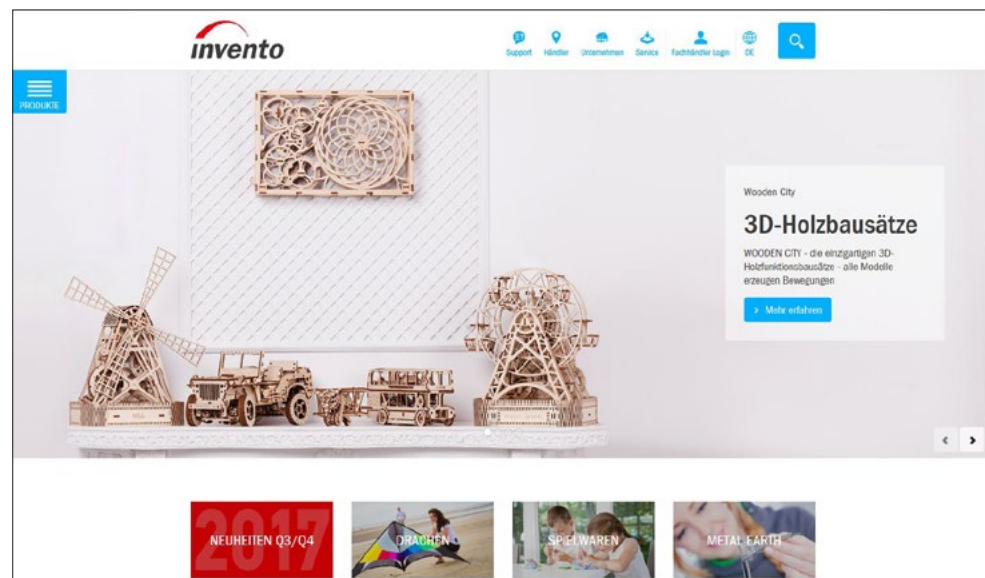 invento
Support Händler Unternehmen Service Fachhändler Login DE
PRODUKTE
Wooden City
3D-Holzbausätze
WOODEN CITY - die einzigartigen 3D-
Holzfunktionsbausätze - alle Modelle
erzeugen Bewegungen
> Mehr erfahren
2017
NEUHEITEN Q3/Q4
DRACHEN
SPIELWAREN
METAL EARTH